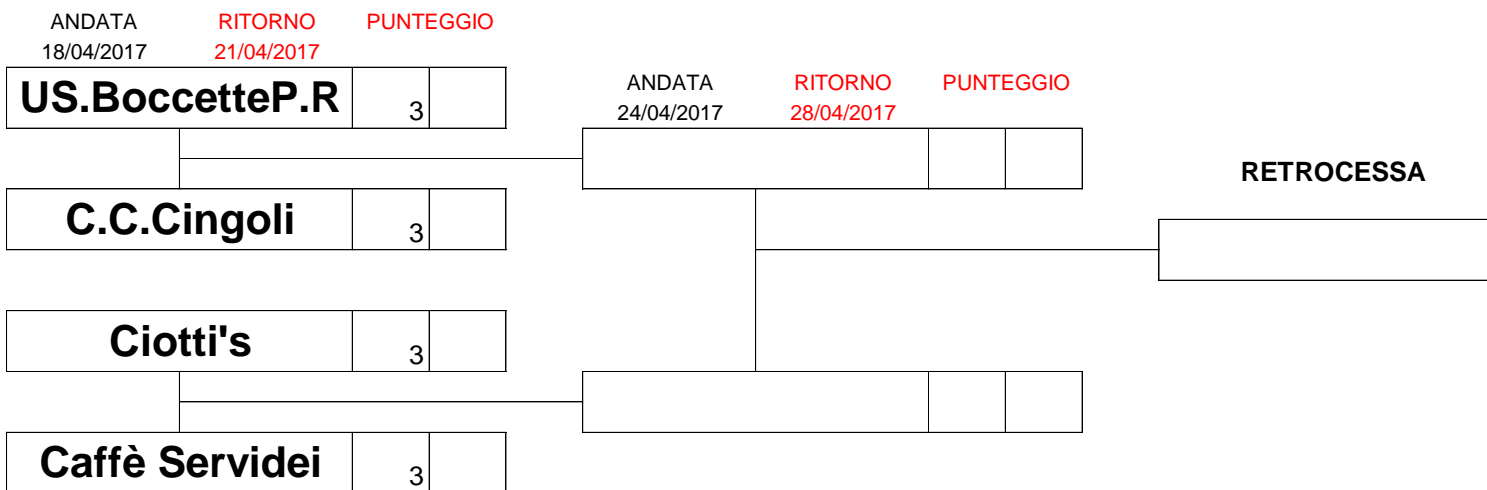 ANDATA RITORNO PUNTEGGIO
18/04/2017 21/04/2017
US.BoccetteP.R 3
ANDATA RITORNO PUNTEGGIO
24/04/2017 28/04/2017
RETROCESSA
C.C.Cingoli 3
Ciotti's 3
Caffè Servidei 3